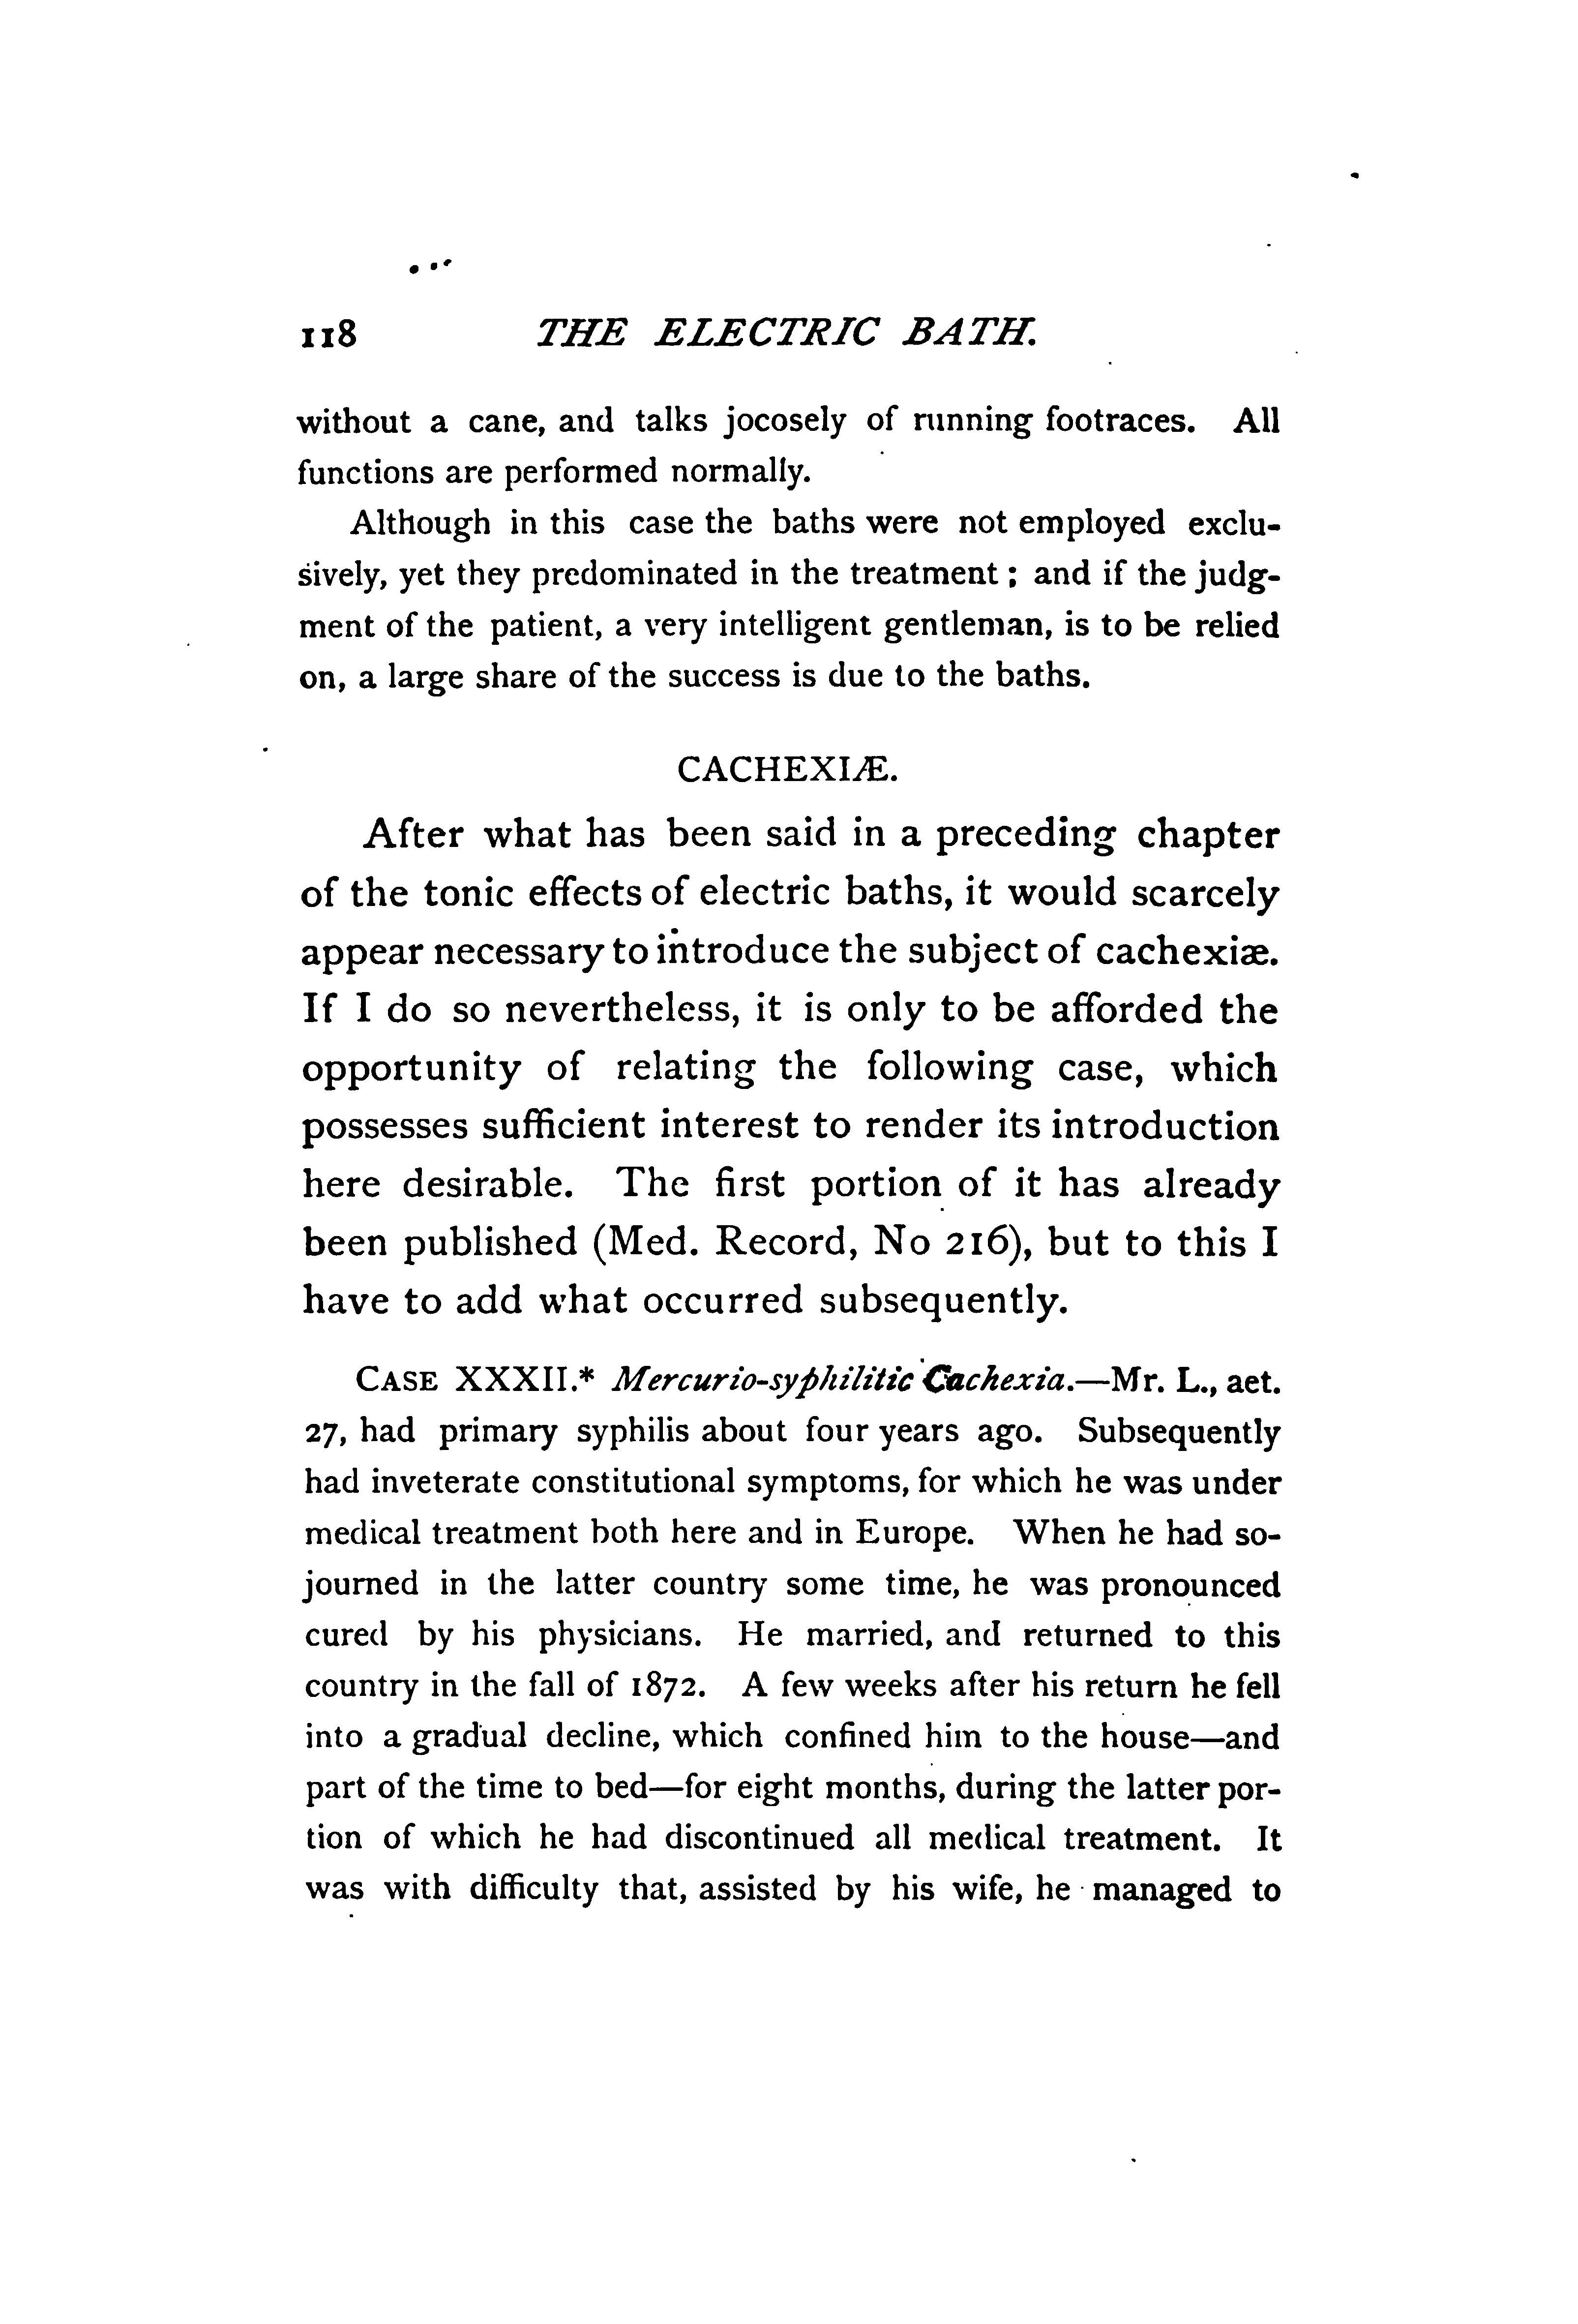 118 THE ELECTRIC BATH.
without a cane, and talks jocosely of running footraces. All
functions are performed normally.
Although in this case the baths were not employed exclu-
sively, yet they predominated in the treatment; and if the judg-
ment of the patient, a very intelligent gentleman, is to be relied
on, a large share of the success is due to the baths.
CACHEXIÆ.
After what has been said in a preceding chapter
of the tonic effects of electric baths, it would scarcely
appear necessary to introduce the subject of cachexiæ.
If I do so nevertheless, it is only to be afforded the
opportunity of relating the following case, which
possesses sufficient interest to render its introduction
here desirable. The first portion of it has already
been published (Med. Record, No 216), but to this I
have to add what occurred subsequently.
CASE XXXII.* Mercurio-syphilitic Cachexia.—Mr. L., aet.
27, had primary syphilis about four years ago. Subsequently
had inveterate constitutional symptoms, for which he was under
medical treatment both here and in Europe. When he had so-
journed in the latter country some time, he was pronounced
cured by his physicians. He married, and returned to this
country in the fall of 1872. A few weeks after his return he fell
into a gradual decline, which confined him to the house—and
part of the time to bed—for eight months, during the latter por-
tion of which he had discontinued all medical treatment. It
was with difficulty that, assisted by his wife, he managed to